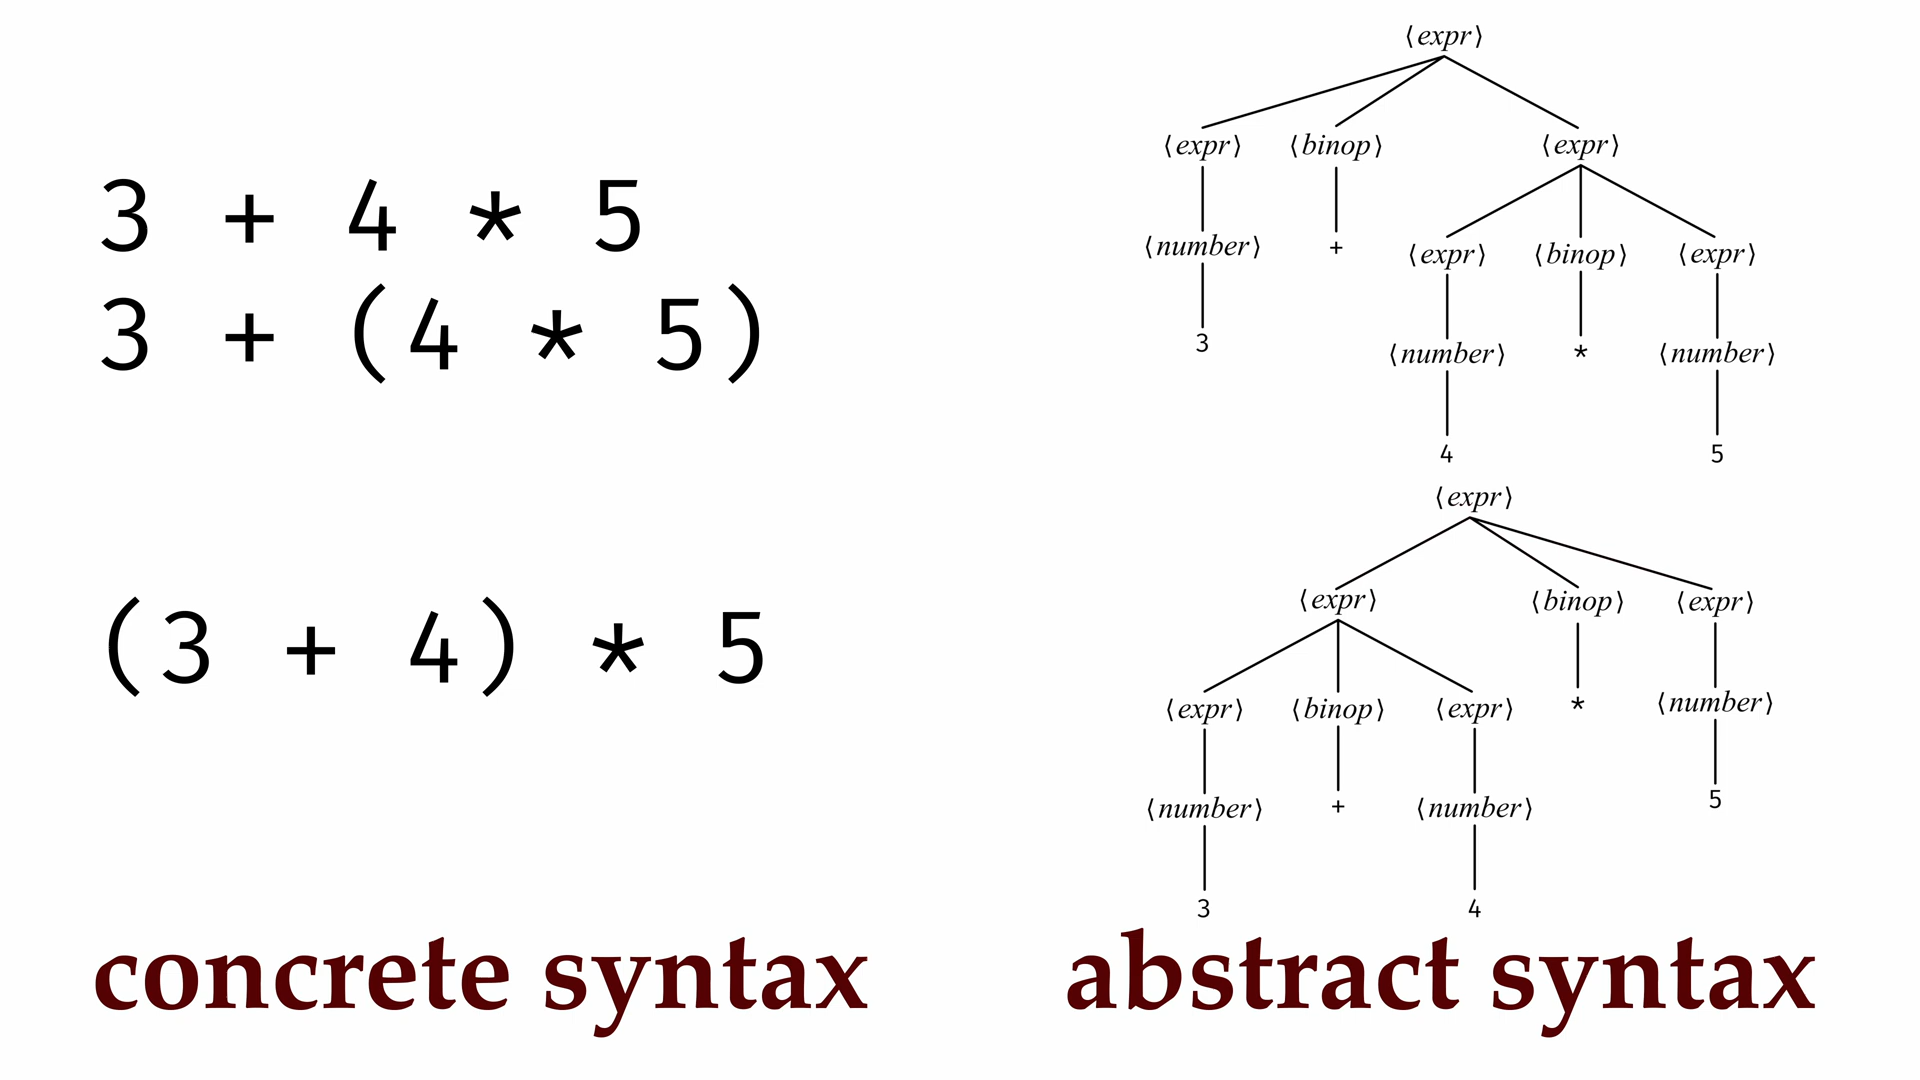 3 + 4 * 5
3 + (4 * 5)
(3 + 4) * 5
concrete syntax
⟨expr⟩
⟨expr⟩ ⟨binop⟩ ⟨expr⟩
⟨number⟩ + ⟨expr⟩ ⟨binop⟩ ⟨expr⟩
3 ⟨number⟩ * ⟨number⟩
4 5
⟨expr⟩
⟨expr⟩ ⟨binop⟩ ⟨expr⟩
⟨expr⟩ ⟨binop⟩ ⟨expr⟩ * ⟨number⟩
⟨number⟩ + ⟨number⟩ 5
3 4
abstract syntax